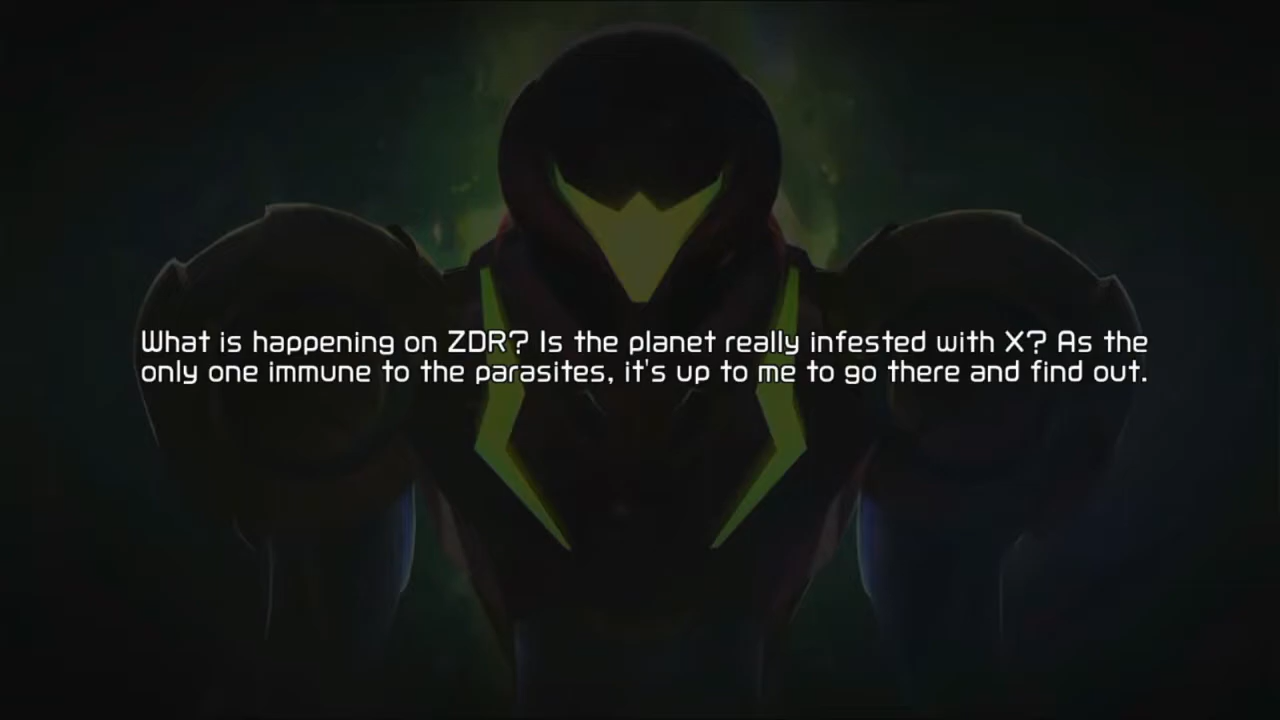 What is happening on ZDR? Is the planet really infested with X? As the
only one immune to the parasites, it's up to me to go there and find out.